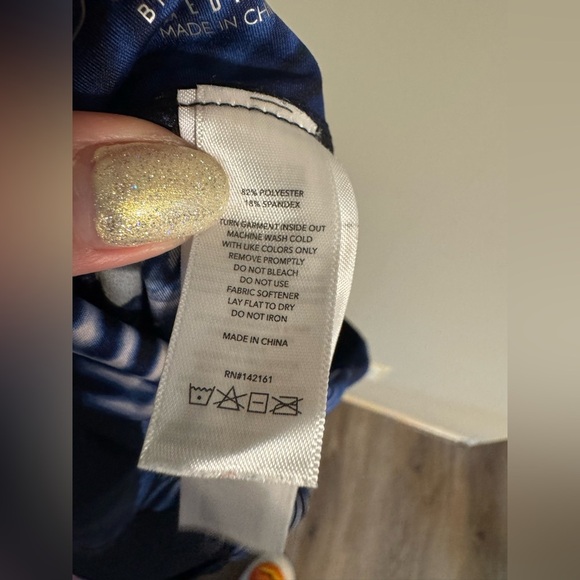 MADE IN CH
82% POLYESTER
18% SPANDEX
TURN GARMENT INSIDE OUT
MACHINE WASH COLD
WITH LIKE COLORS ONLY
REMOVE PROMPTLY
DO NOT BLEACH
DO NOT USE
FABRIC SOFTENER
LAY FLAT TO DRY
DO NOT IRON
MADE IN CHINA
RN#142161